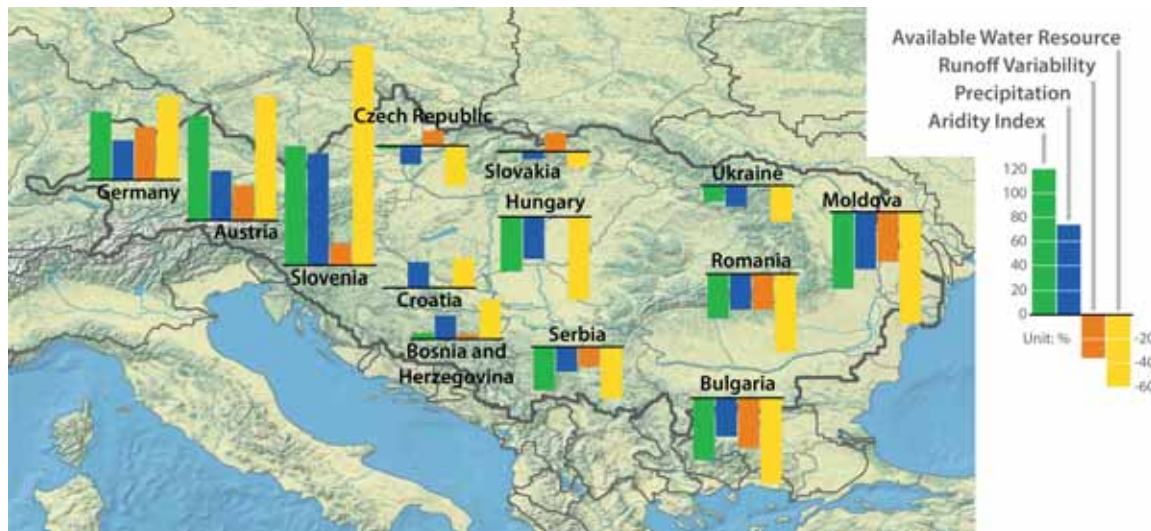 Available Water Resource
Runoff Variability
Precipitation
Aridity Index
120
100
80
60
40
20
0
Unit: %
-20
-40
-60
Czech Republic
Slovakia
Ukraine
Germany
Hungary
Moldova
Austria
Romania
Slovenia
Croatia
Serbia
Bosnia and
Herzegovina
Bulgaria